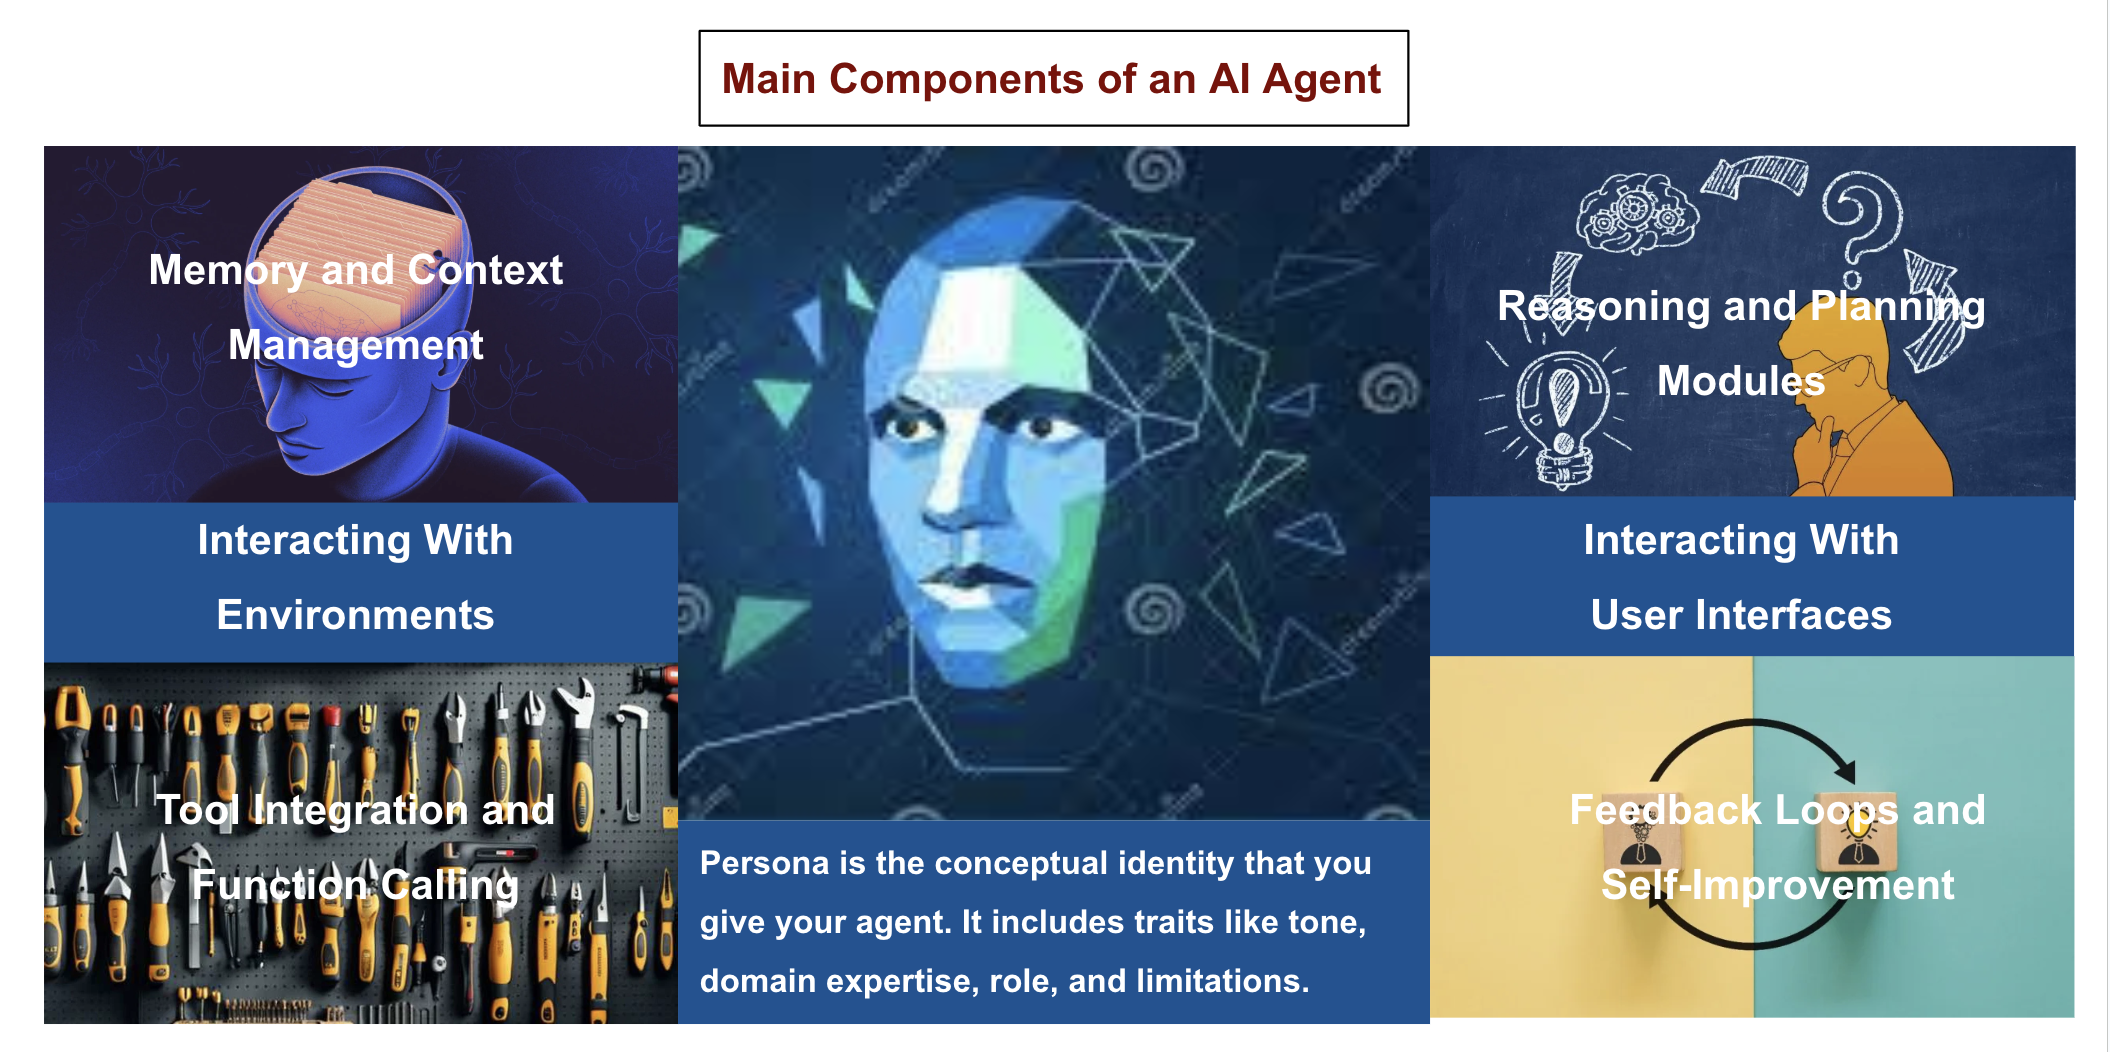 Main Components of an AI Agent
Memory and Context
Management
Interacting With
Environments
Tool Integration and
Function Calling
Persona is the conceptual identity that you
give your agent. It includes traits like tone,
domain expertise, role, and limitations.
Reasoning and Planning
Modules
Interacting With
User Interfaces
Feedback Loops and
Self-Improvement